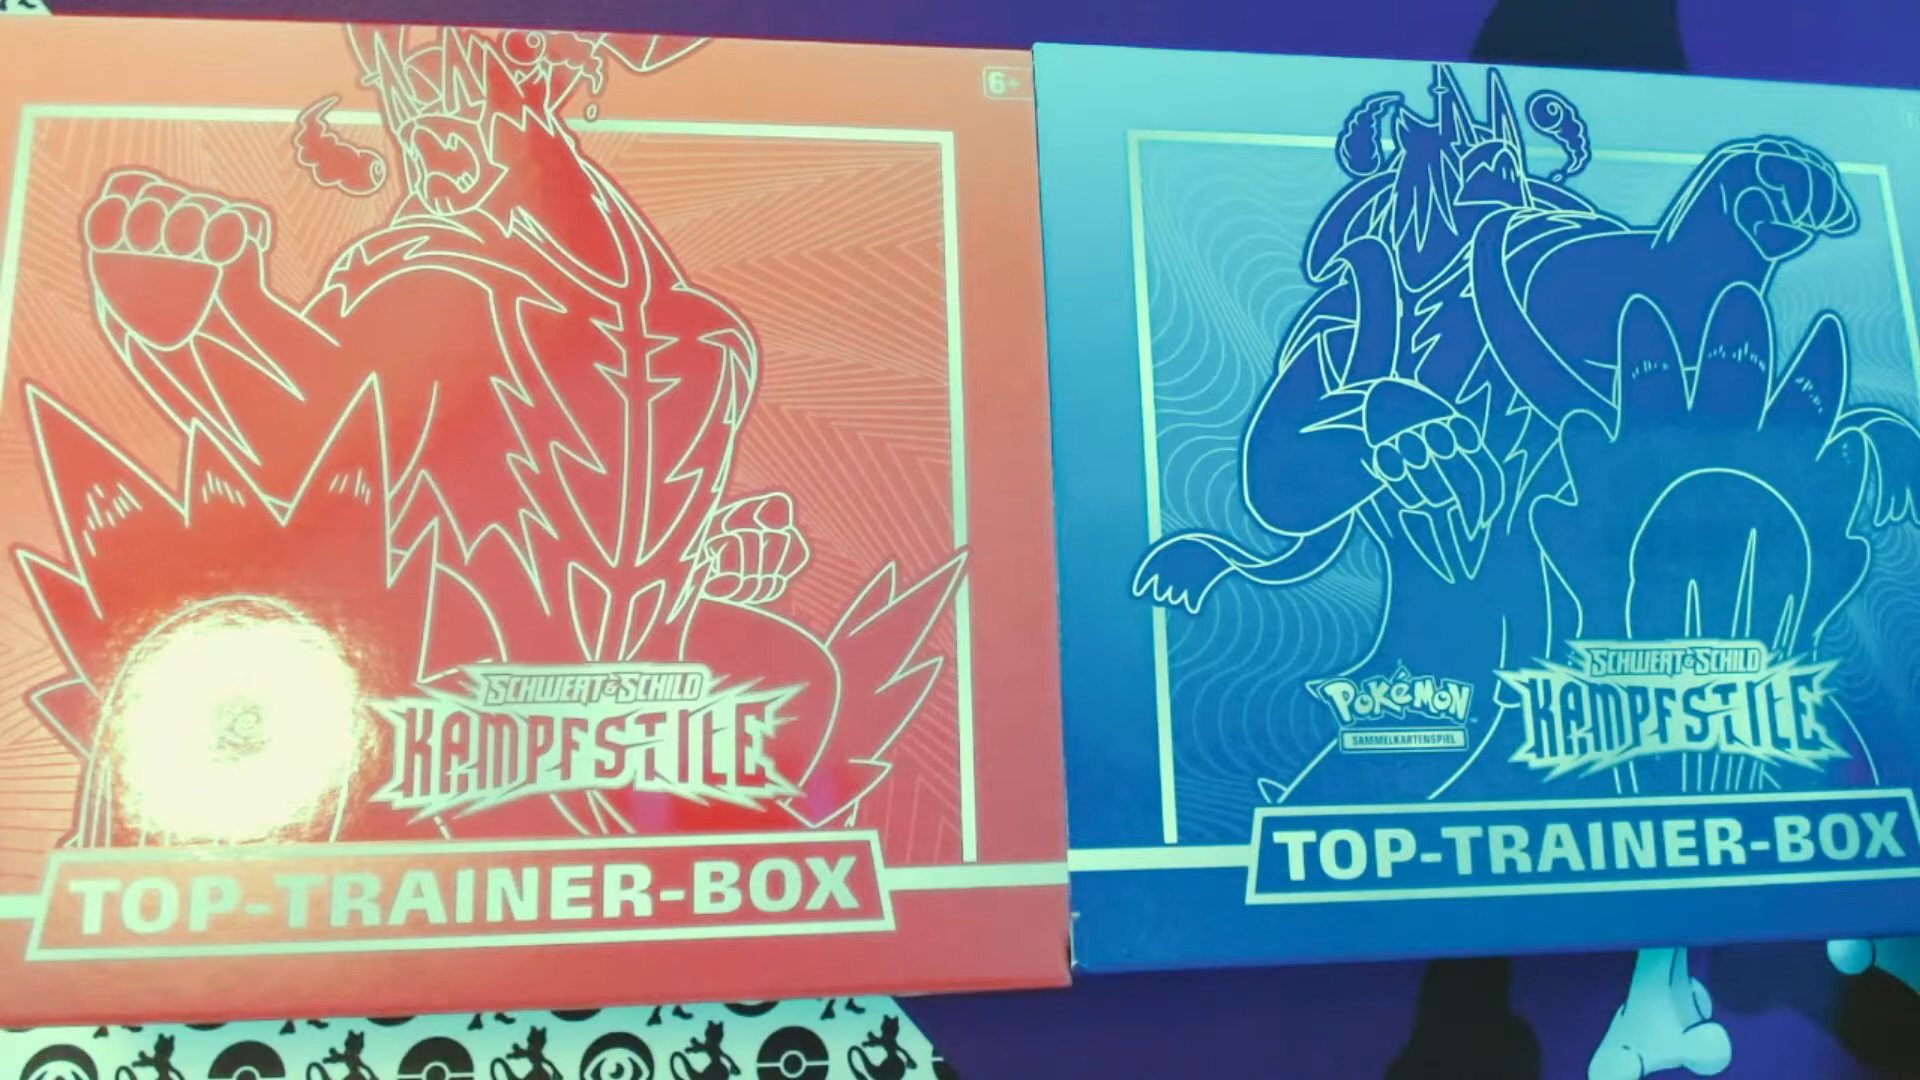 6+
SCHWERT & SCHILD
KAMPFSTILE
TOP-TRAINER-BOX
POKÉMON
SAMMELKARTENSPIEL
SCHWERT & SCHILD
KAMPFSTILE
TOP-TRAINER-BOX